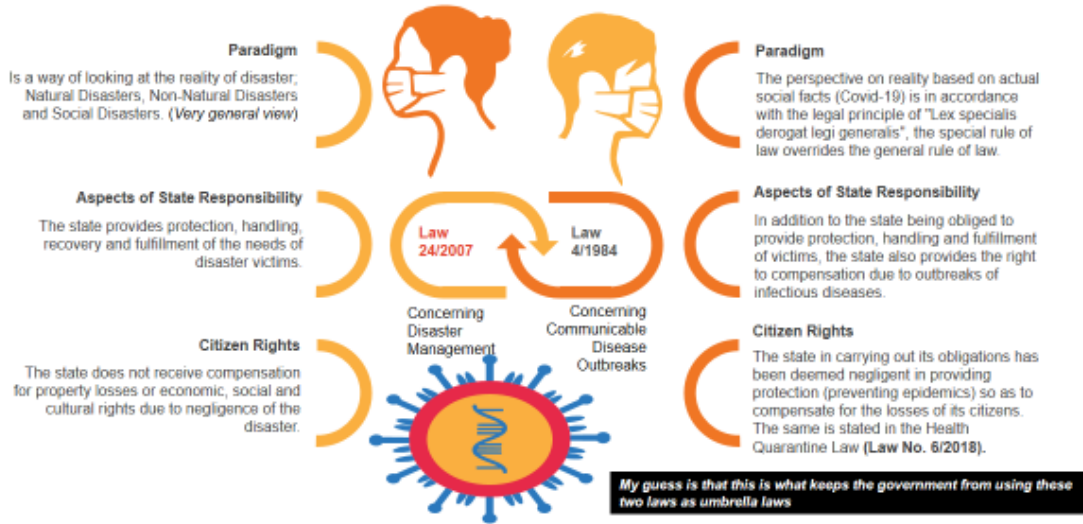 Paradigm
Is a way of looking at the reality of disaster;
Natural Disasters, Non-Natural Disasters
and Social Disasters. (Very general view)
Aspects of State Responsibility
The state provides protection, handling,
recovery and fulfillment of the needs of
disaster victims.
Citizen Rights
The state does not receive compensation
for property losses or economic, social and
cultural rights due to negligence of the
disaster.
Law
24/2007
Concerning
Disaster
Management
Law
4/1984
Concerning
Communicable
Disease
Outbreaks
Paradigm
The perspective on reality based on actual
social facts (Covid-19) is in accordance
with the legal principle of "Lex specialis
derogat legi generalis", the special rule of
law overrides the general rule of law.
Aspects of State Responsibility
In addition to the state being obliged to
provide protection, handling and fulfillment
of victims, the state also provides the right
to compensation due to outbreaks of
infectious diseases.
Citizen Rights
The state in carrying out its obligations has
been deemed negligent in providing
protection (preventing epidemics) so as to
compensate for the losses of its citizens.
The same is stated in the Health
Quarantine Law (Law No. 6/2018).
My guess is that this is what keeps the government from using these
two laws as umbrella laws